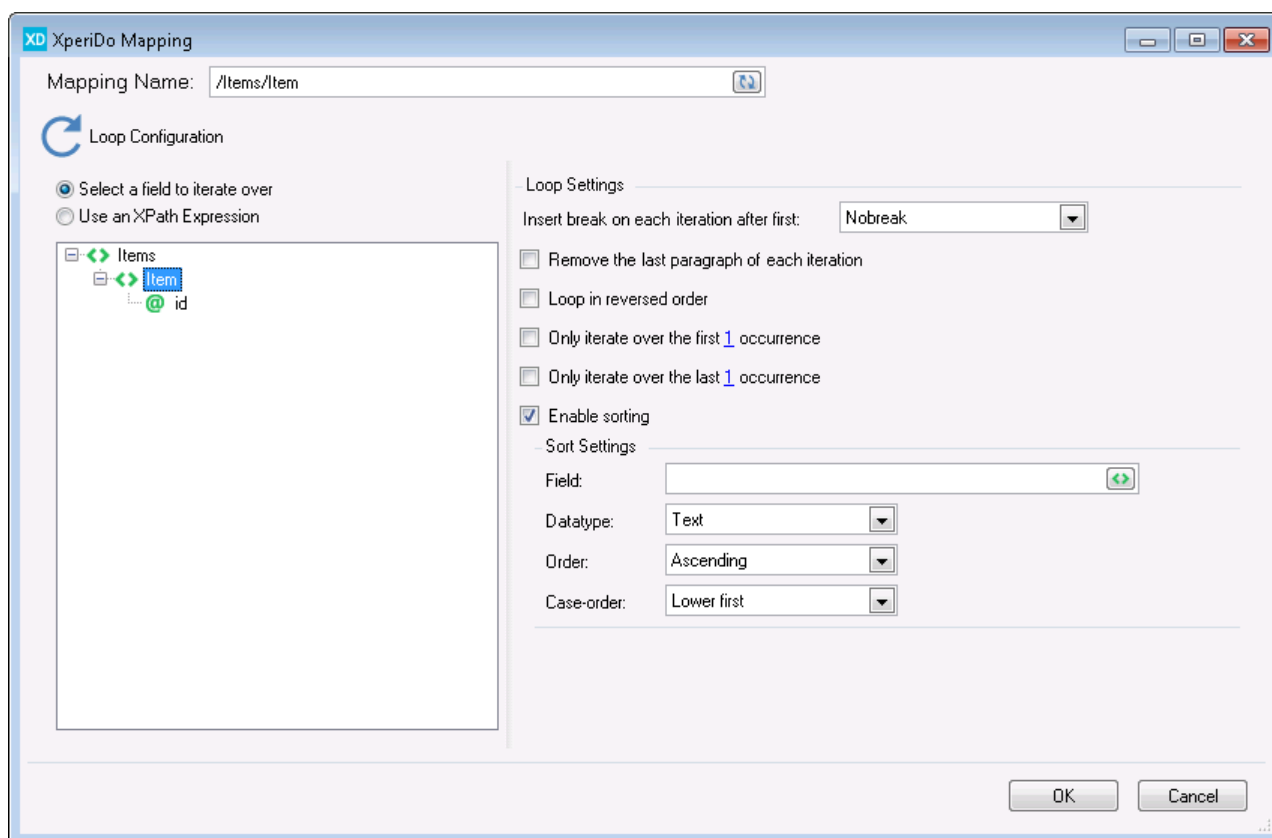 XD XperiDo Mapping
Mapping Name: /Items/Item
Loop Configuration
Select a field to iterate over
Use an XPath Expression
Items
Item
@ id
Loop Settings
Insert break on each iteration after first: Nobreak
Remove the last paragraph of each iteration
Loop in reversed order
Only iterate over the first 1 occurrence
Only iterate over the last 1 occurrence
Enable sorting
Sort Settings
Field:
Datatype: Text
Order: Ascending
Case-order: Lower first
OK Cancel